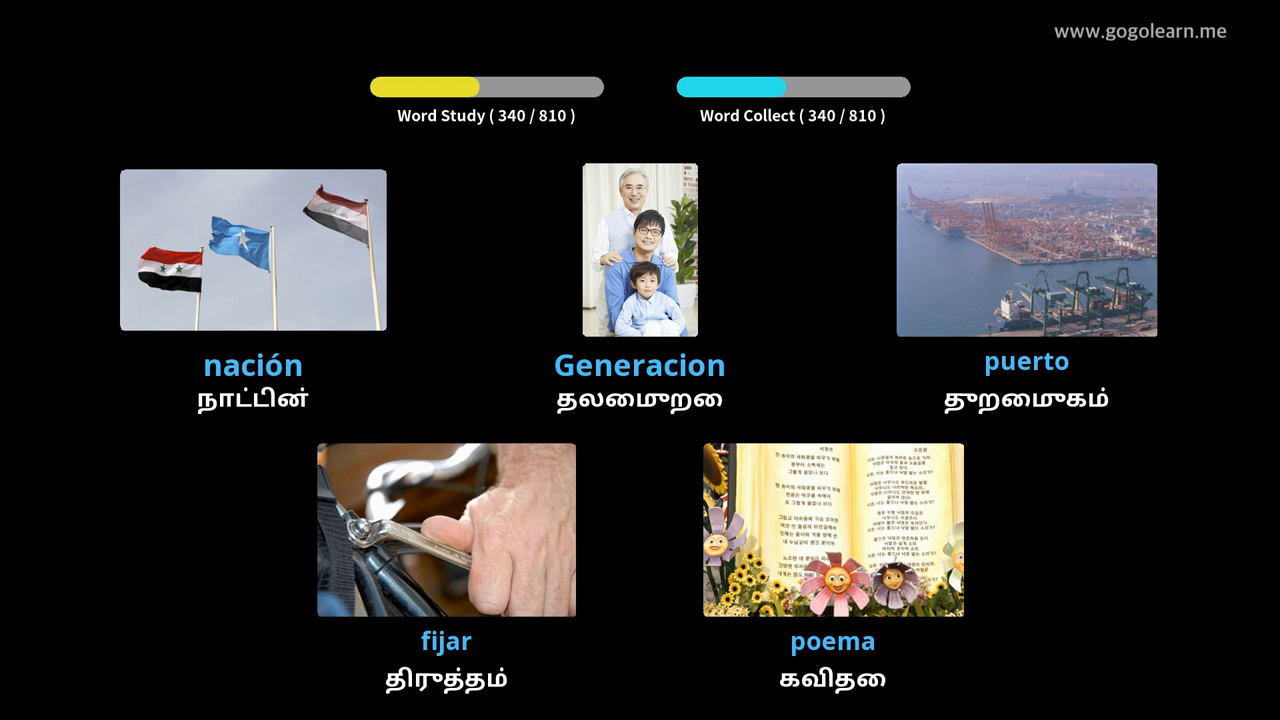 www.gogolearn.me
Word Study ( 340 / 810 )
Word Collect ( 340 / 810 )
nación
நாட்டின்
Generacion
தலைமுறை
puerto
துறைமுகம்
fijar
திருத்தம்
poema
கவிதை